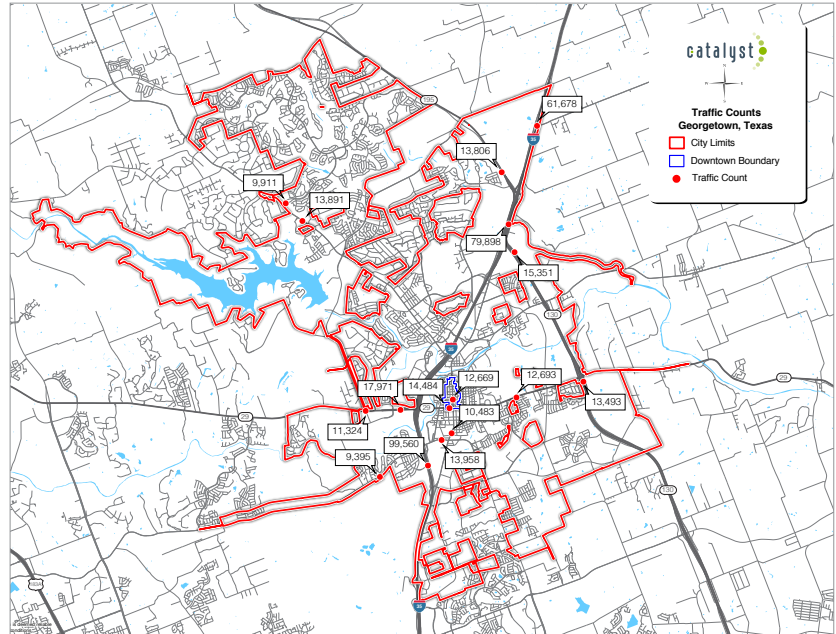 catalyst
N
W
E
S
Traffic Counts
Georgetown, Texas
City Limits
Downtown Boundary
Traffic Count
195
61,678
35
13,806
9,911
13,891
79,898
15,351
130
35
12,669
12,693
14,484
17,971
29
29
29
13,493
10,483
11,324
99,560
9,395
13,958
130
35